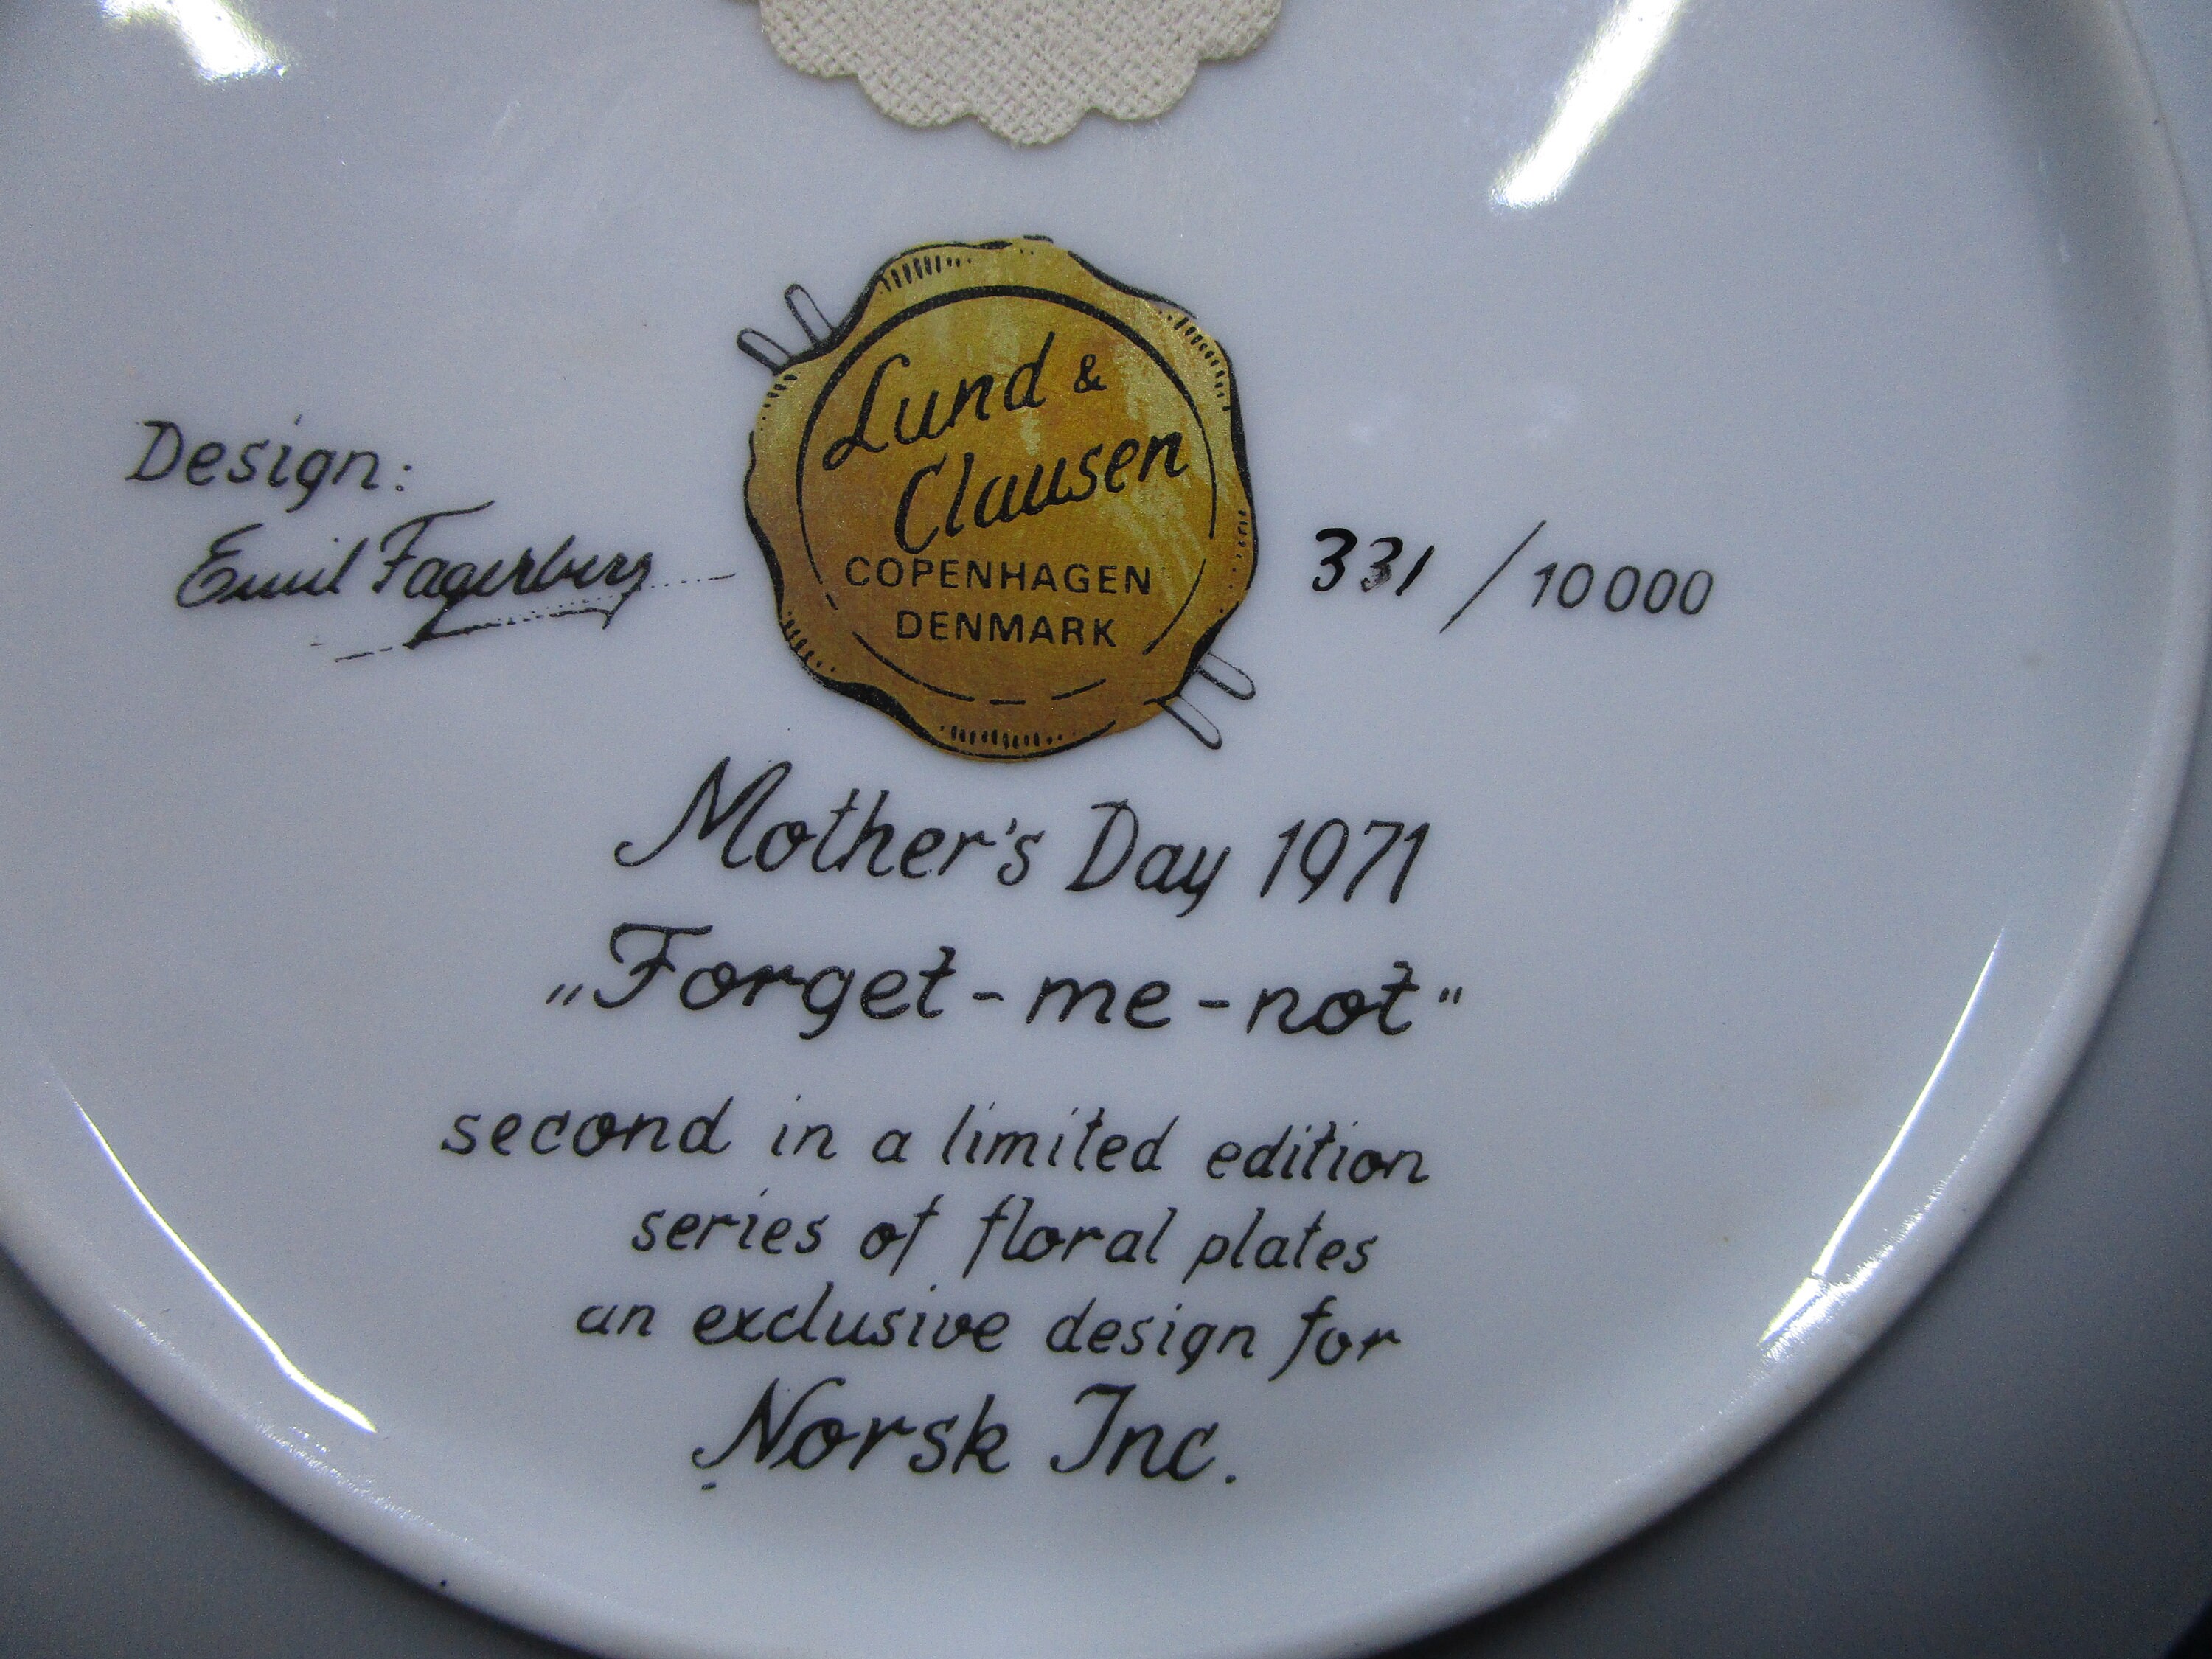 Design:
Emil Fagerberg
Lund &
Clausen
COPENHAGEN
DENMARK
331 / 10000
Mother's Day 1971
„Forget-me-not"
second in a limited edition
series of floral plates
an exclusive design for
Norsk Inc.